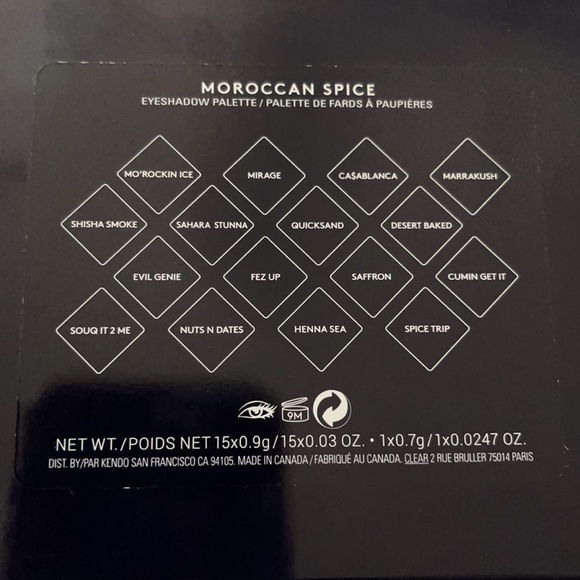 MOROCCAN SPICE
EYESHADOW PALETTE / PALETTE DE FARDS À PAUPIÈRES
MO'ROCKIN ICE MIRAGE CA$ABLANCA MARRAKUSH
SHISHA SMOKE SAHARA STUNNA QUICKSAND DESERT BAKED
EVIL GENIE FEZ UP SAFFRON CUMIN GET IT
SOUQ IT 2 ME NUTS N DATES HENNA SEA SPICE TRIP
9M
NET WT./POIDS NET 15x0.9g/15x0.03 OZ. • 1x0.7g/1x0.0247 OZ.
DIST. BY/PAR KENDO SAN FRANCISCO CA 94105. MADE IN CANADA/FABRIQUÉ AU CANADA. CLEAR 2 RUE BRULLER 75014 PARIS